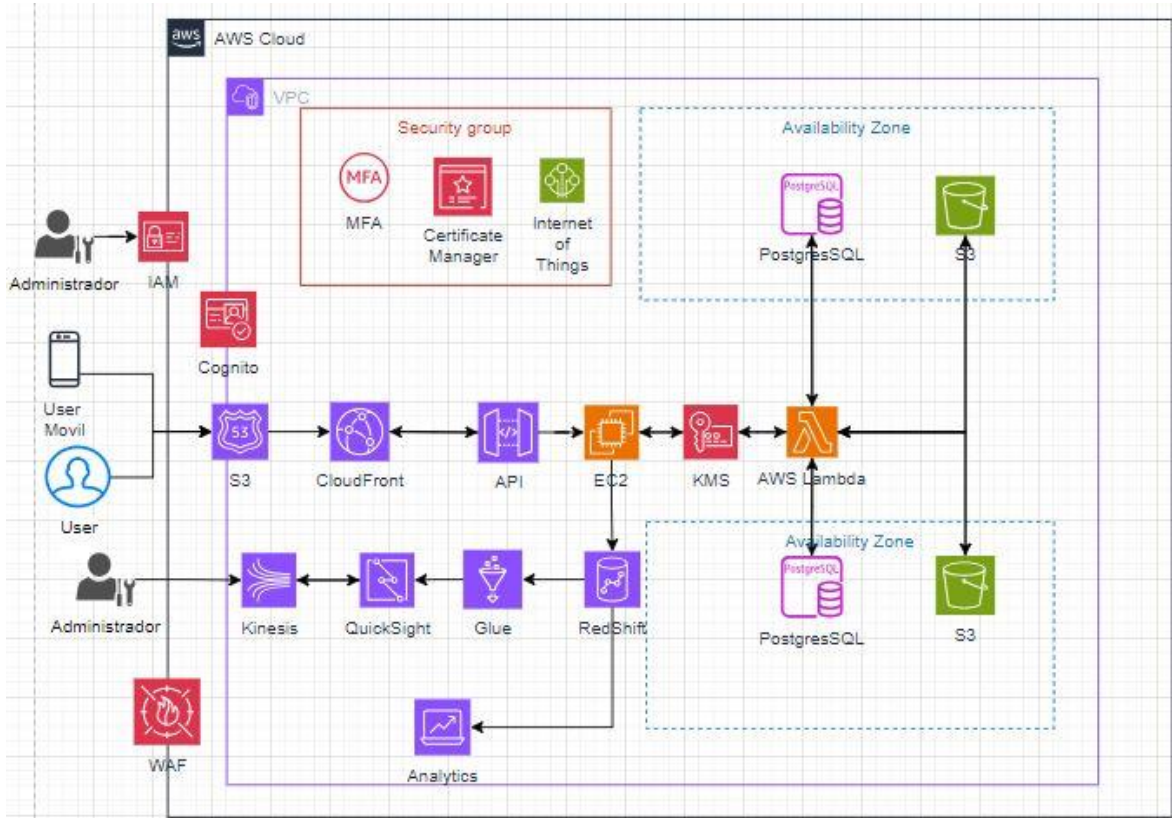 aws
AWS Cloud
VPC
Security group
MFA
MFA
Certificate
Manager
Internet
of
Things
Availability Zone
PostgreSQL
PostgresSQL
S3
Administrador
IAM
Cognito
User
Movil
User
53
S3
CloudFront
API
EC2
KMS
AWS Lambda
Administrador
Kinesis
QuickSight
Glue
RedShift
Availability Zone
PostgreSQL
PostgresSQL
S3
WAF
Analytics